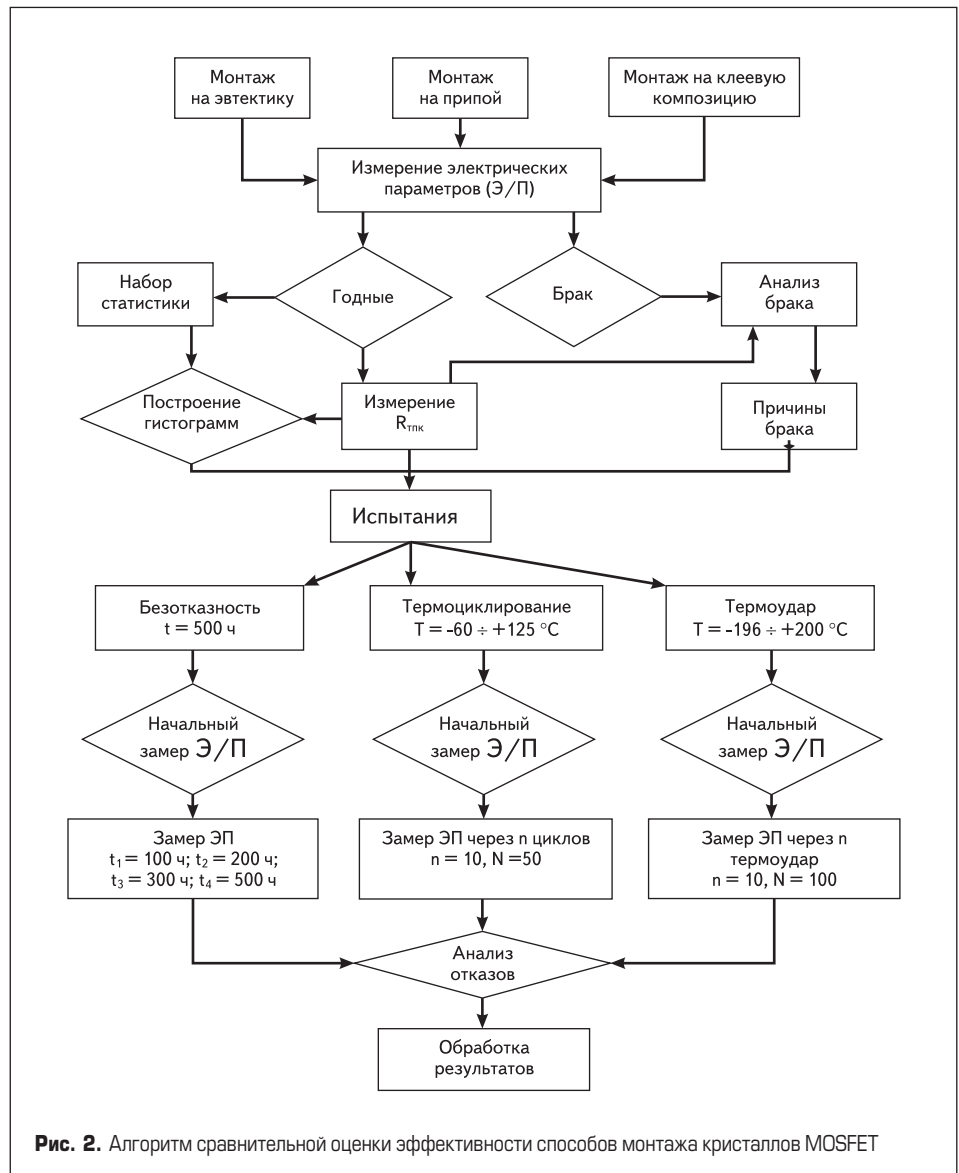 Монтаж
на эвтектику
Монтаж
на припой
Монтаж на клеевую
композицию
Измерение электрических
параметров (Э/П)
Набор
статистики
Годные
Брак
Анализ
брака
Построение
гистограмм
Измерение
Rтпк
Причины
брака
Испытания
Безотказность
t = 500 ч
Термоциклирование
T = -60 ÷ +125 °C
Термоудар
T = -196 ÷ +200 °C
Начальный
замер Э/П
Начальный
замер Э/П
Начальный
замер Э/П
Замер ЭП
t₁ = 100 ч; t₂ = 200 ч;
t₃ = 300 ч; t₄ = 500 ч
Замер ЭП через n циклов
n = 10, N =50
Замер ЭП через n
термоудар
n = 10, N = 100
Анализ
отказов
Обработка
результатов
Рис. 2. Алгоритм сравнительной оценки эффективности способов монтажа кристаллов MOSFET